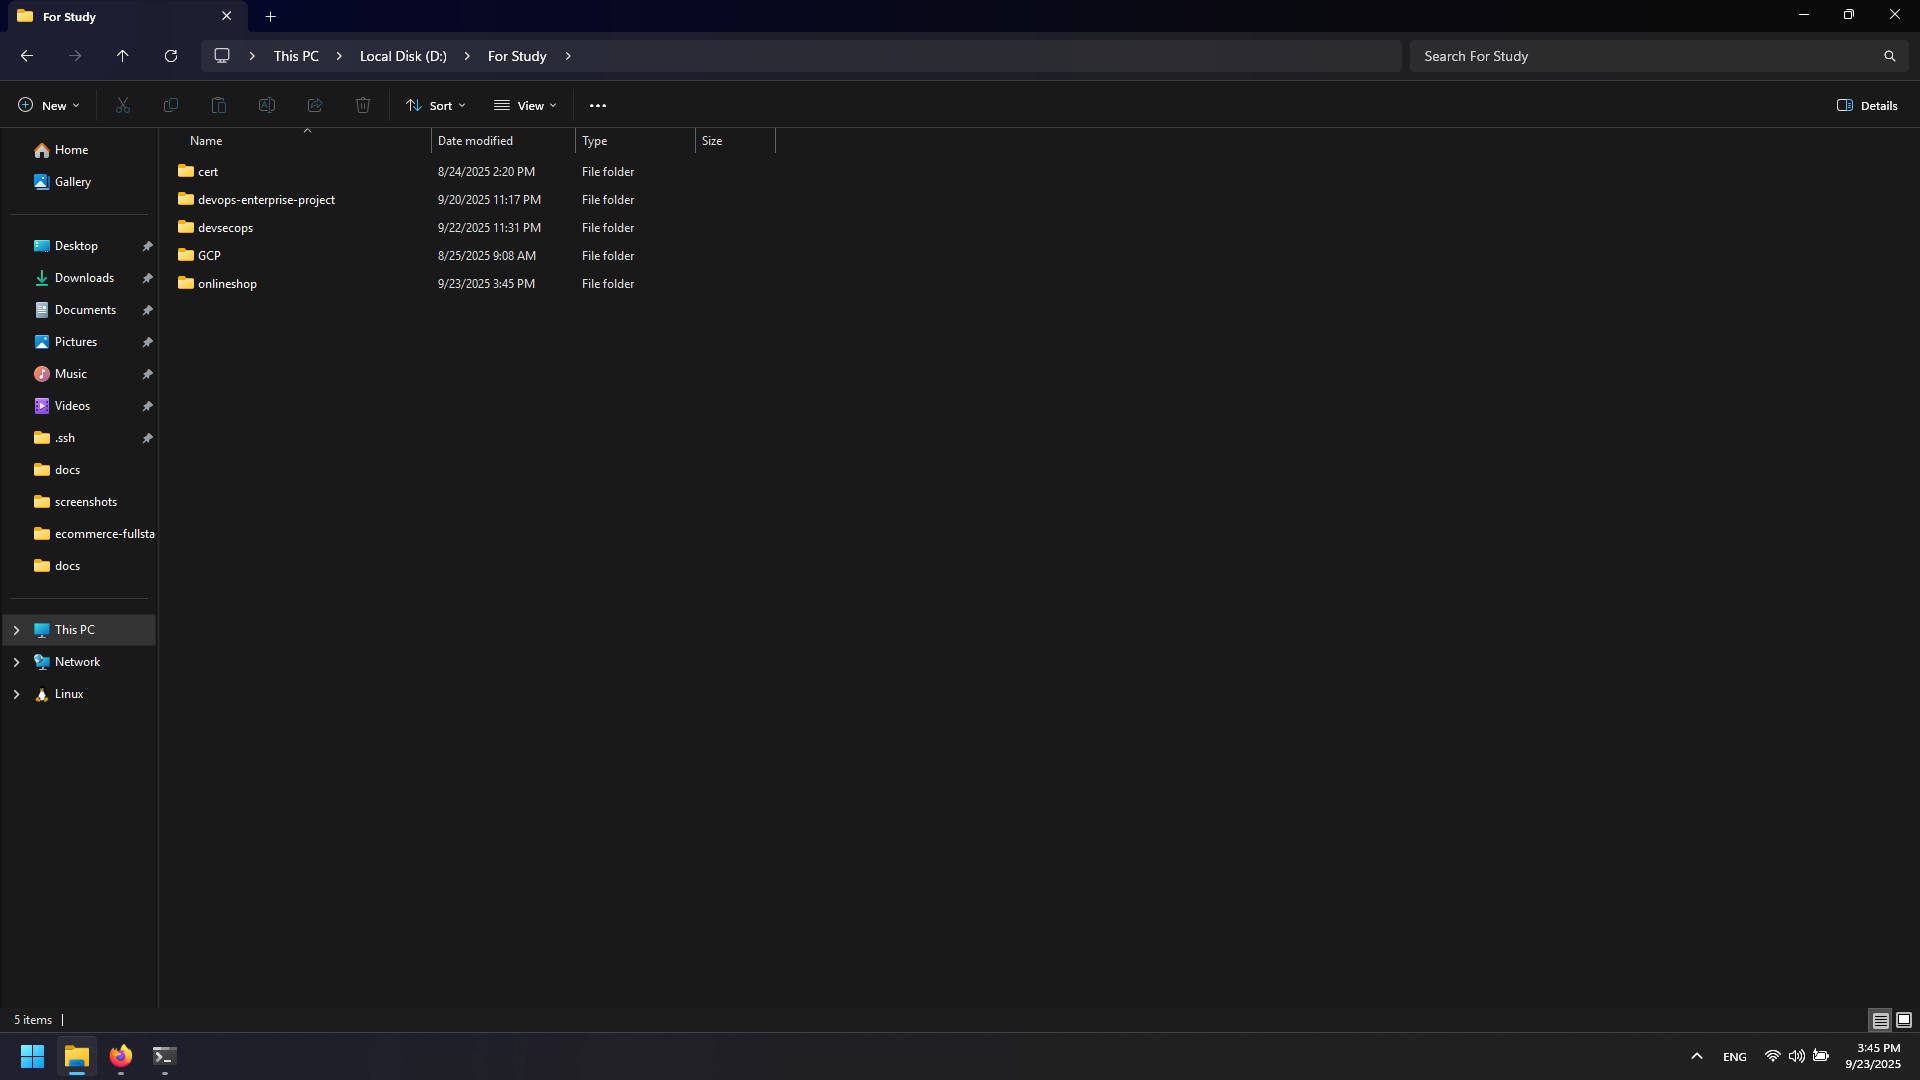 For Study
This PC
Local Disk (D:)
For Study
Search For Study
New
Sort
View
Details
Name
Date modified
Type
Size
cert 8/24/2025 2:20 PM File folder
devops-enterprise-project 9/20/2025 11:17 PM File folder
devsecops 9/22/2025 11:31 PM File folder
GCP 8/25/2025 9:08 AM File folder
onlineshop 9/23/2025 3:45 PM File folder
Home
Gallery
Desktop
Downloads
Documents
Pictures
Music
Videos
.ssh
docs
screenshots
ecommerce-fullsta
docs
This PC
Network
Linux
5 items
ENG
3:45 PM
9/23/2025